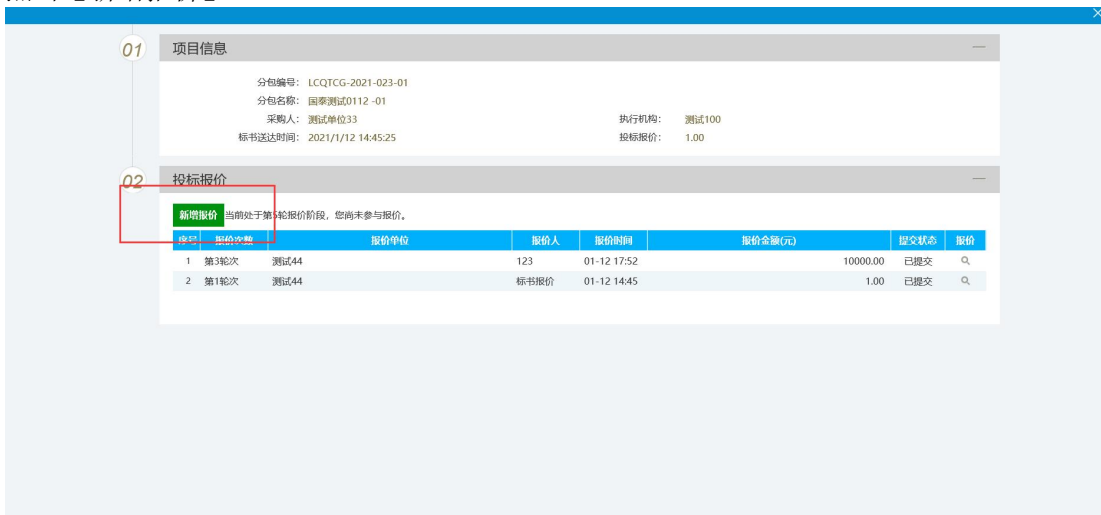 01 项目信息
分包编号： LCQTCG-2021-023-01
分包名称： 国泰测试0112 -01
采购人： 测试单位33 执行机构： 测试100
标书送达时间： 2021/1/12 14:45:25 投标报价： 1.00
02 投标报价
新增报价 当前处于第5轮报价阶段，您尚未参与报价。
序号 报价次数 报价单位 报价人 报价时间 报价金额(元) 提交状态 报价
1 第3轮次 测试44 123 01-12 17:52 10000.00 已提交
2 第1轮次 测试44 标书报价 01-12 14:45 1.00 已提交